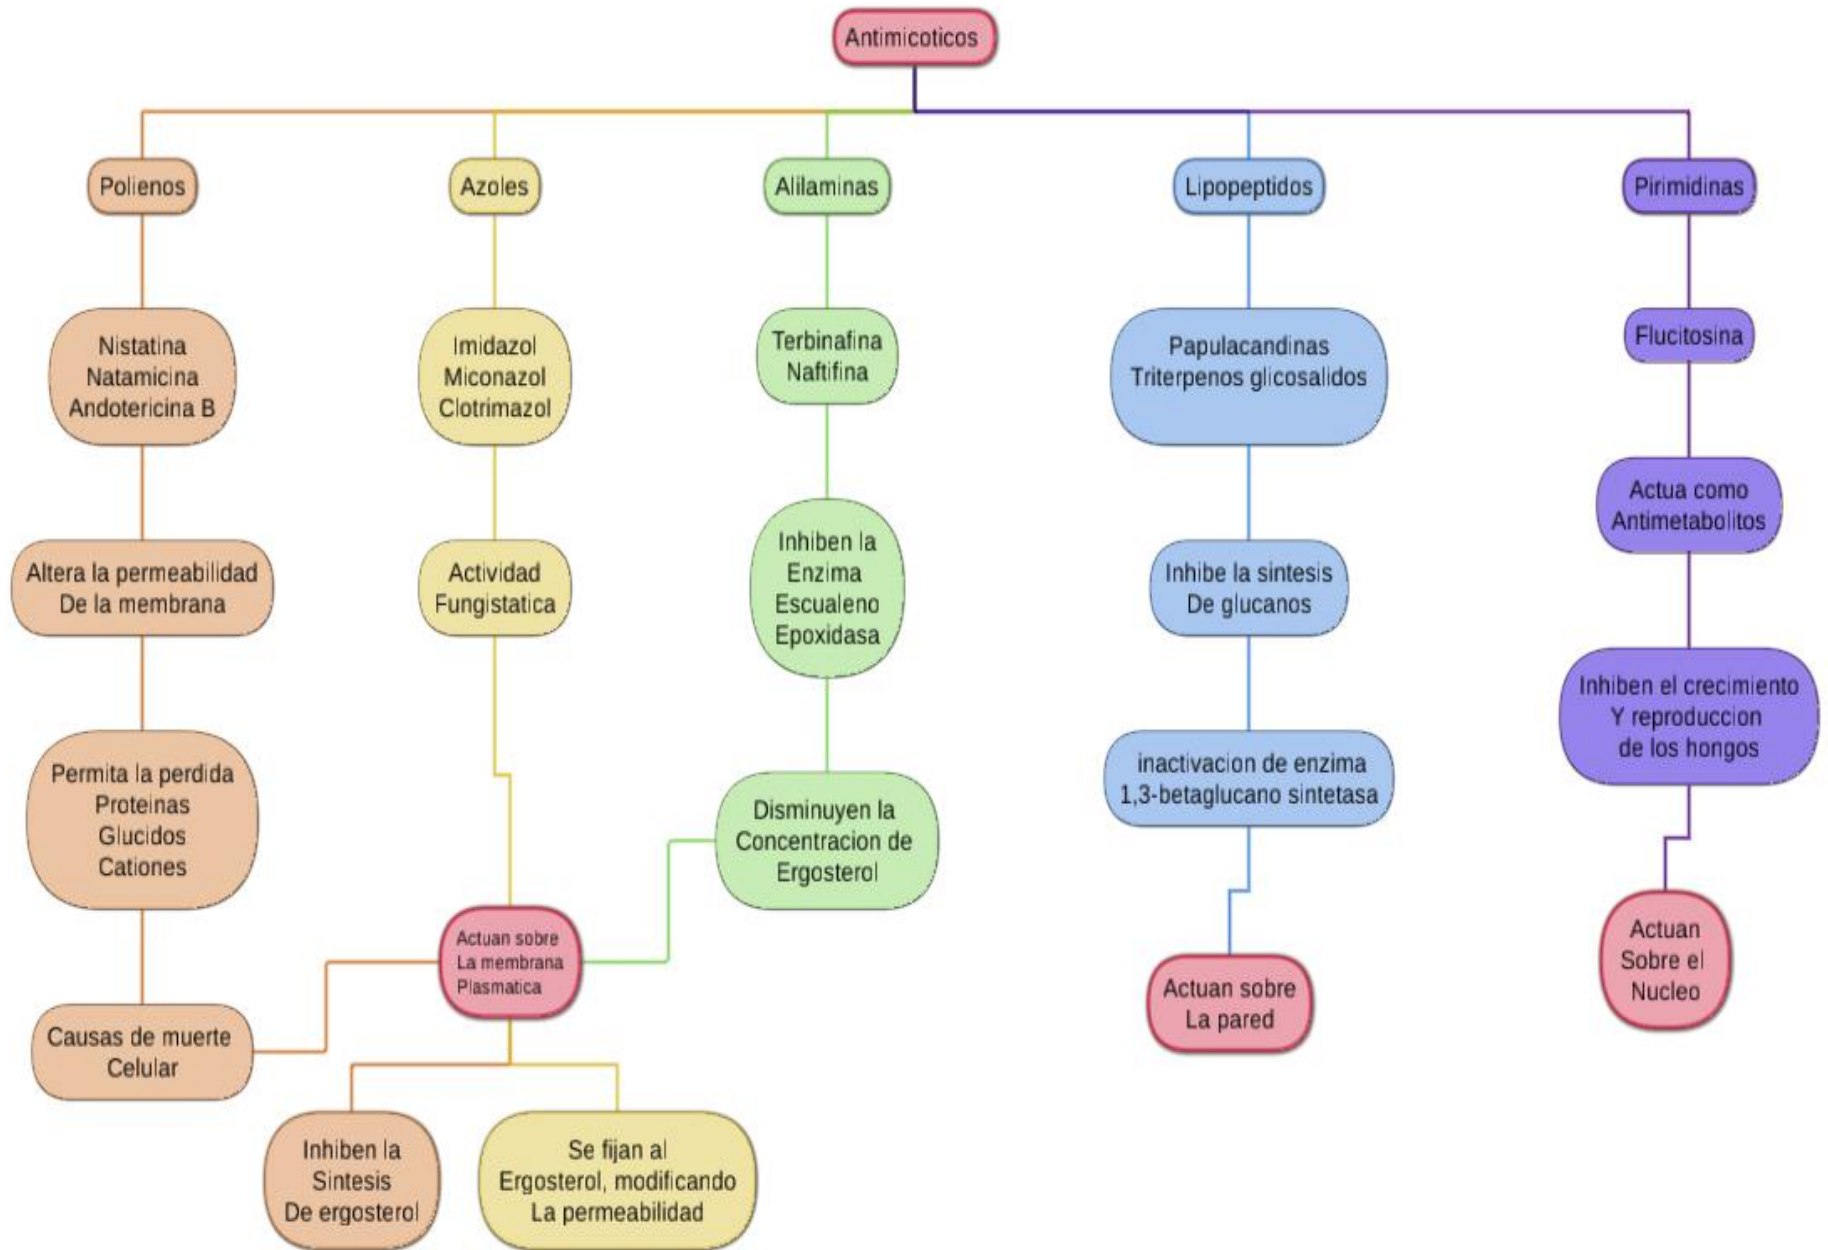 Antimicoticos
Polienos
Azoles
Alilaminas
Lipopeptidos
Pirimidinas
Nistatina
Natamicina
Andotericina B
Imidazol
Miconazol
Clotrimazol
Terbinafina
Naftifina
Papulacandinas
Triterpenos glicosalidos
Flucitosina
Actua como
Antimetabolitos
Altera la permeabilidad
De la membrana
Actividad
Fungistatica
Inhiben la
Enzima
Escualeno
Epoxidasa
Inhibe la sintesis
De glucanos
Inhiben el crecimiento
Y reproduccion
de los hongos
Permita la perdida
Proteinas
Glucidos
Cationes
Disminuyen la
Concentracion de
Ergosterol
inactivacion de enzima
1,3-betaglucano sintetasa
Actuan sobre
La membrana
Plasmatica
Actuan sobre
La pared
Actuan
Sobre el
Nucleo
Causas de muerte
Celular
Inhiben la
Sintesis
De ergosterol
Se fijan al
Ergosterol, modificando
La permeabilidad